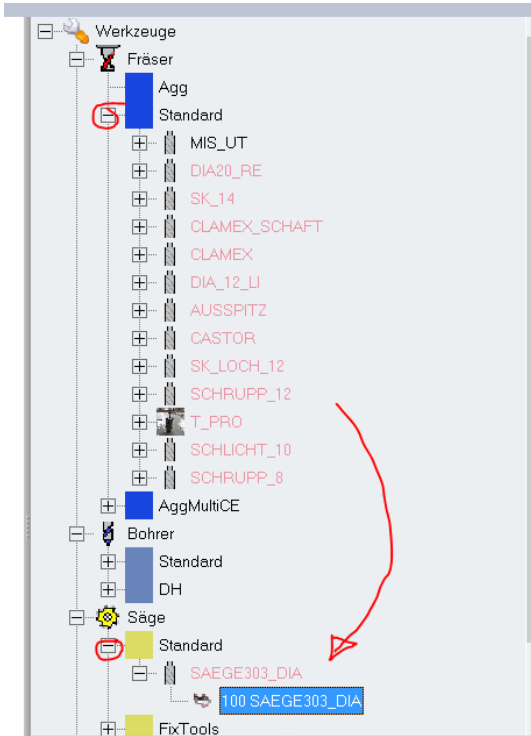 Werkzeuge
Fräser
Agg
Standard
MIS_UT
DIA20_RE
SK_14
CLAMEX_SCHAFT
CLAMEX
DIA_12_LI
AUSSPITZ
CASTOR
SK_LOCH_12
SCHRUPP_12
T_PRO
SCHLICHT_10
SCHRUPP_8
AggMultiCE
Bohrer
Standard
DH
Säge
Standard
SAEGE303_DIA
100 SAEGE303_DIA
FixTools